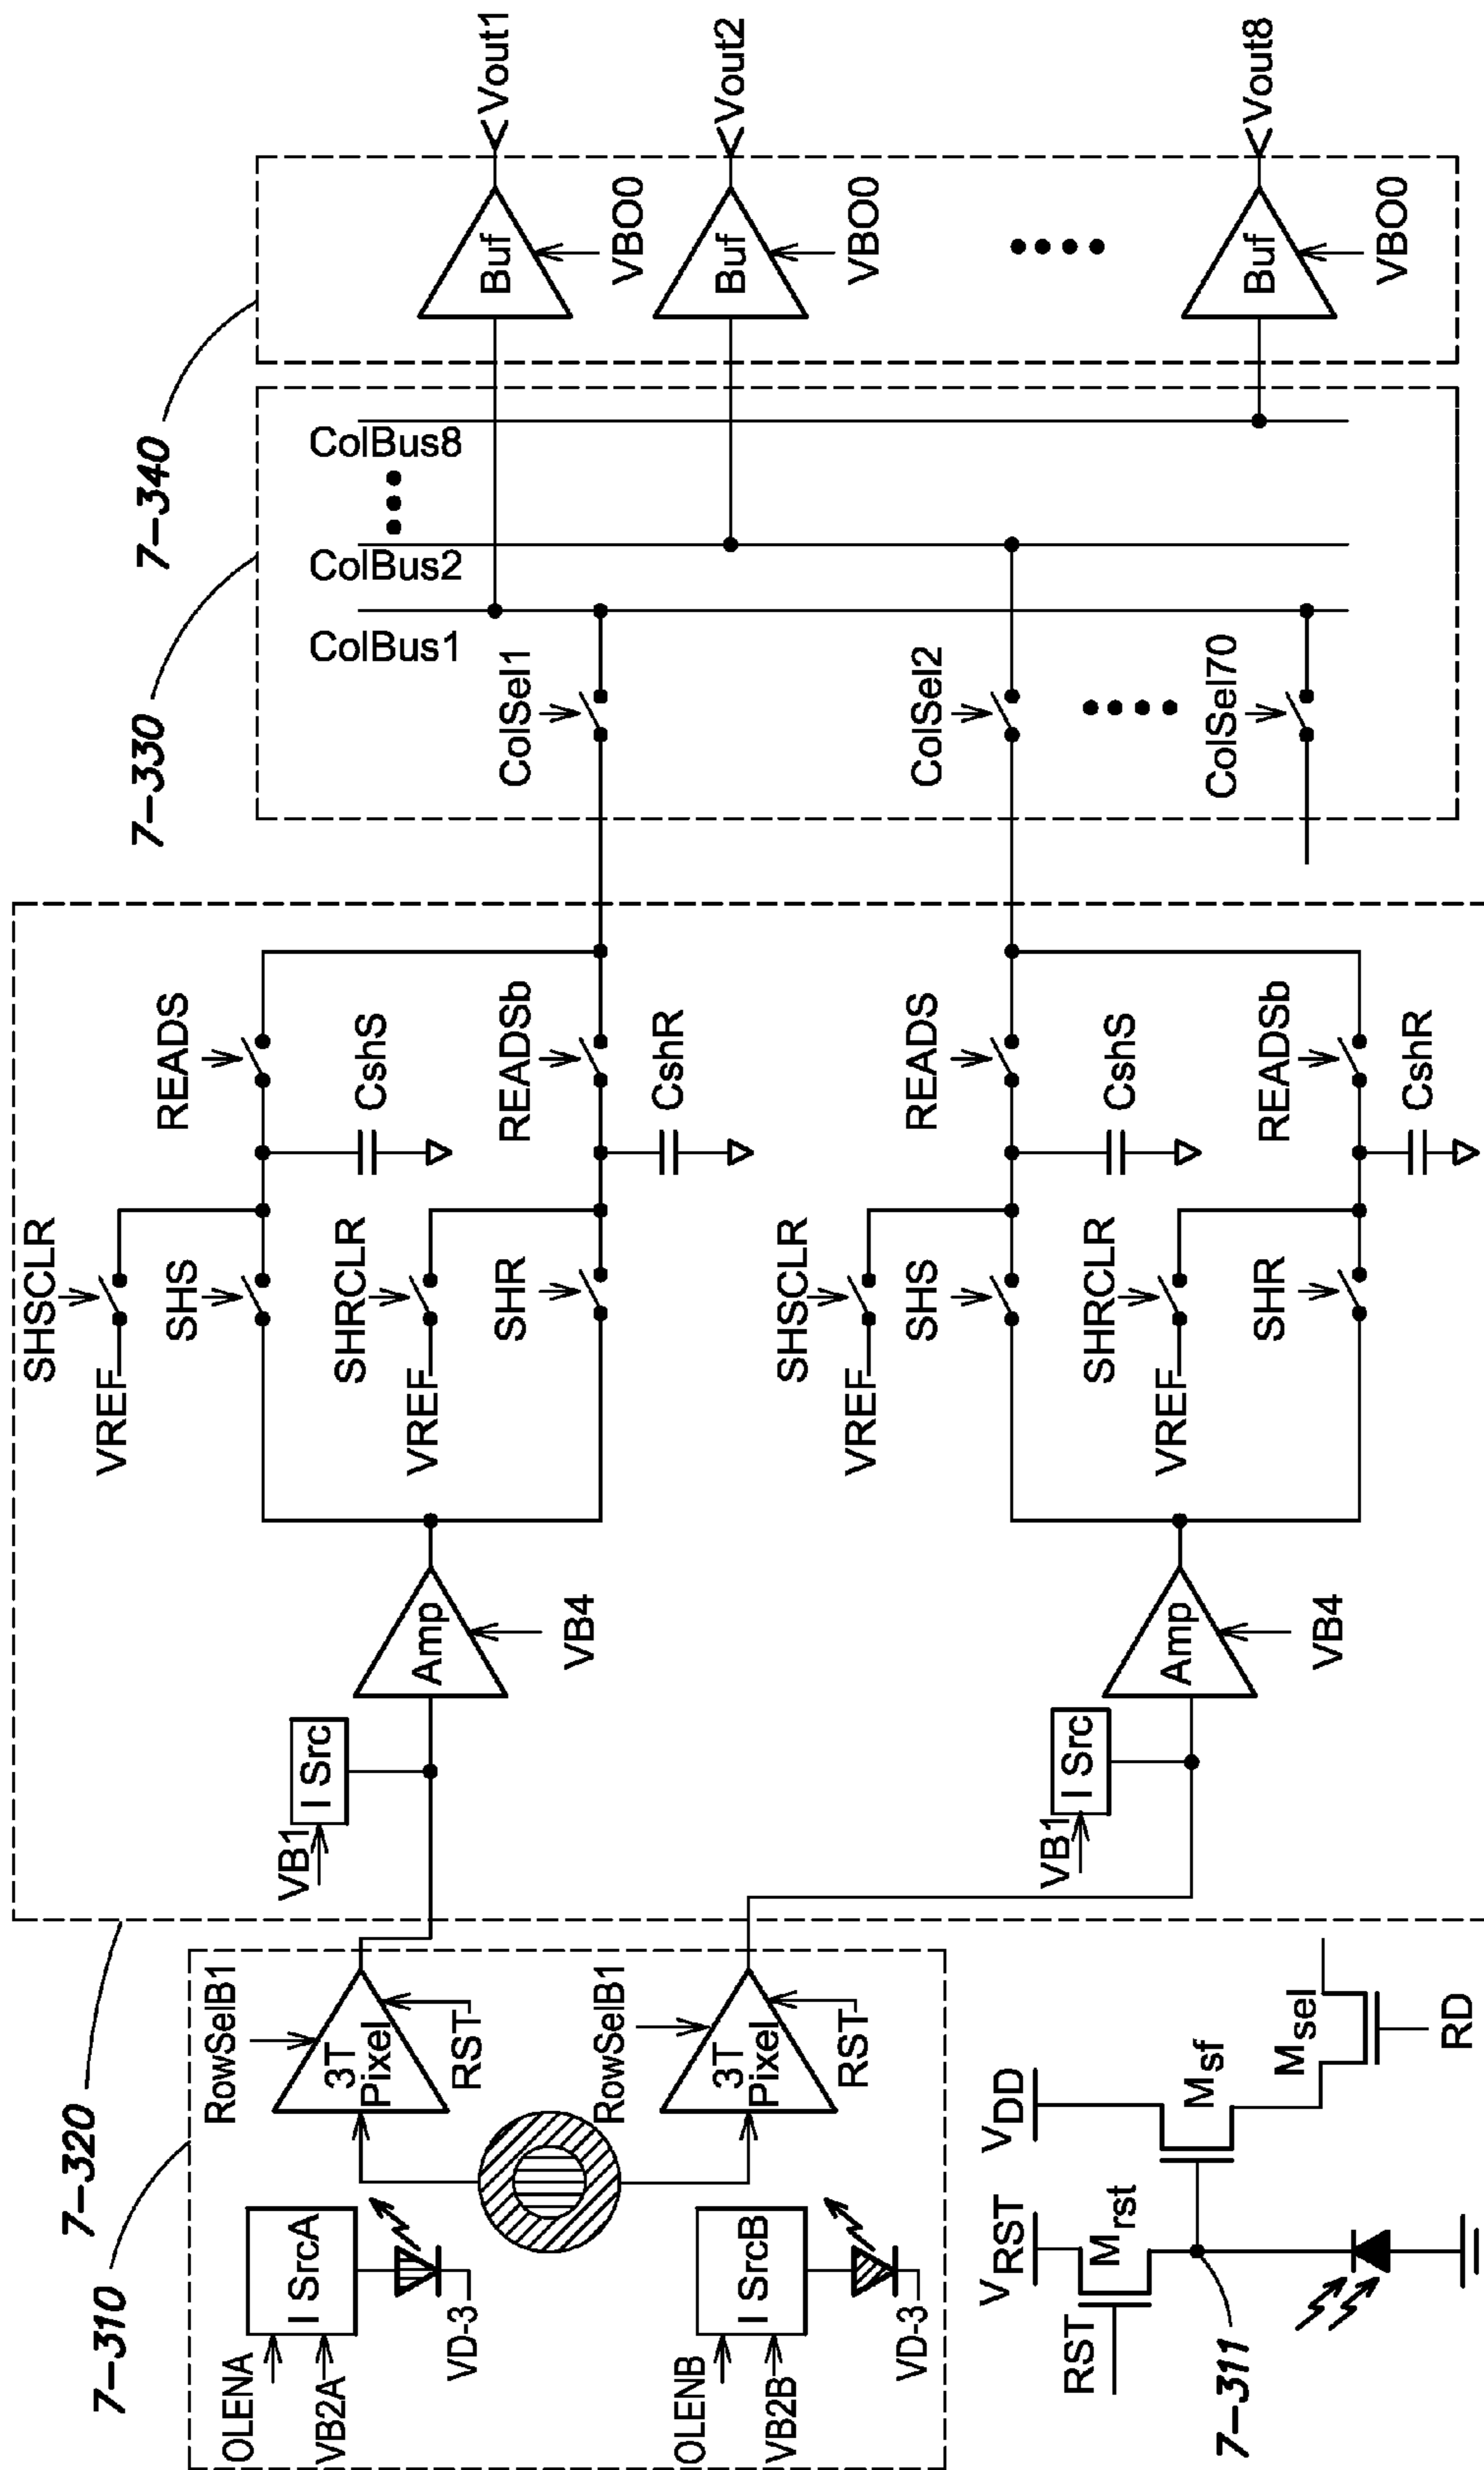 7-310
7-320
7-330
7-340
OLENA
VB2A
I SrcA
VD-3
RowSelB1
3T
Pixel
RST
OLENB
VB2B
I SrcB
VD-3
RowSelB1
3T
Pixel
RST
RST
VRST
Mrst
7-311
VDD
Msf
Msel
RD
VB1
I Src
Amp
VB4
VREF
SHSCLR
SHS
VREF
SHRCLR
SHR
READS
CshS
READSb
CshR
VB1
I Src
Amp
VB4
VREF
SHSCLR
SHS
VREF
SHRCLR
SHR
READS
CshS
READSb
CshR
ColSel1
ColSel2
ColSel70
ColBus1
ColBus2
ColBus8
Buf
VBO0
Vout1
Buf
VBO0
Vout2
Buf
VBO0
Vout8